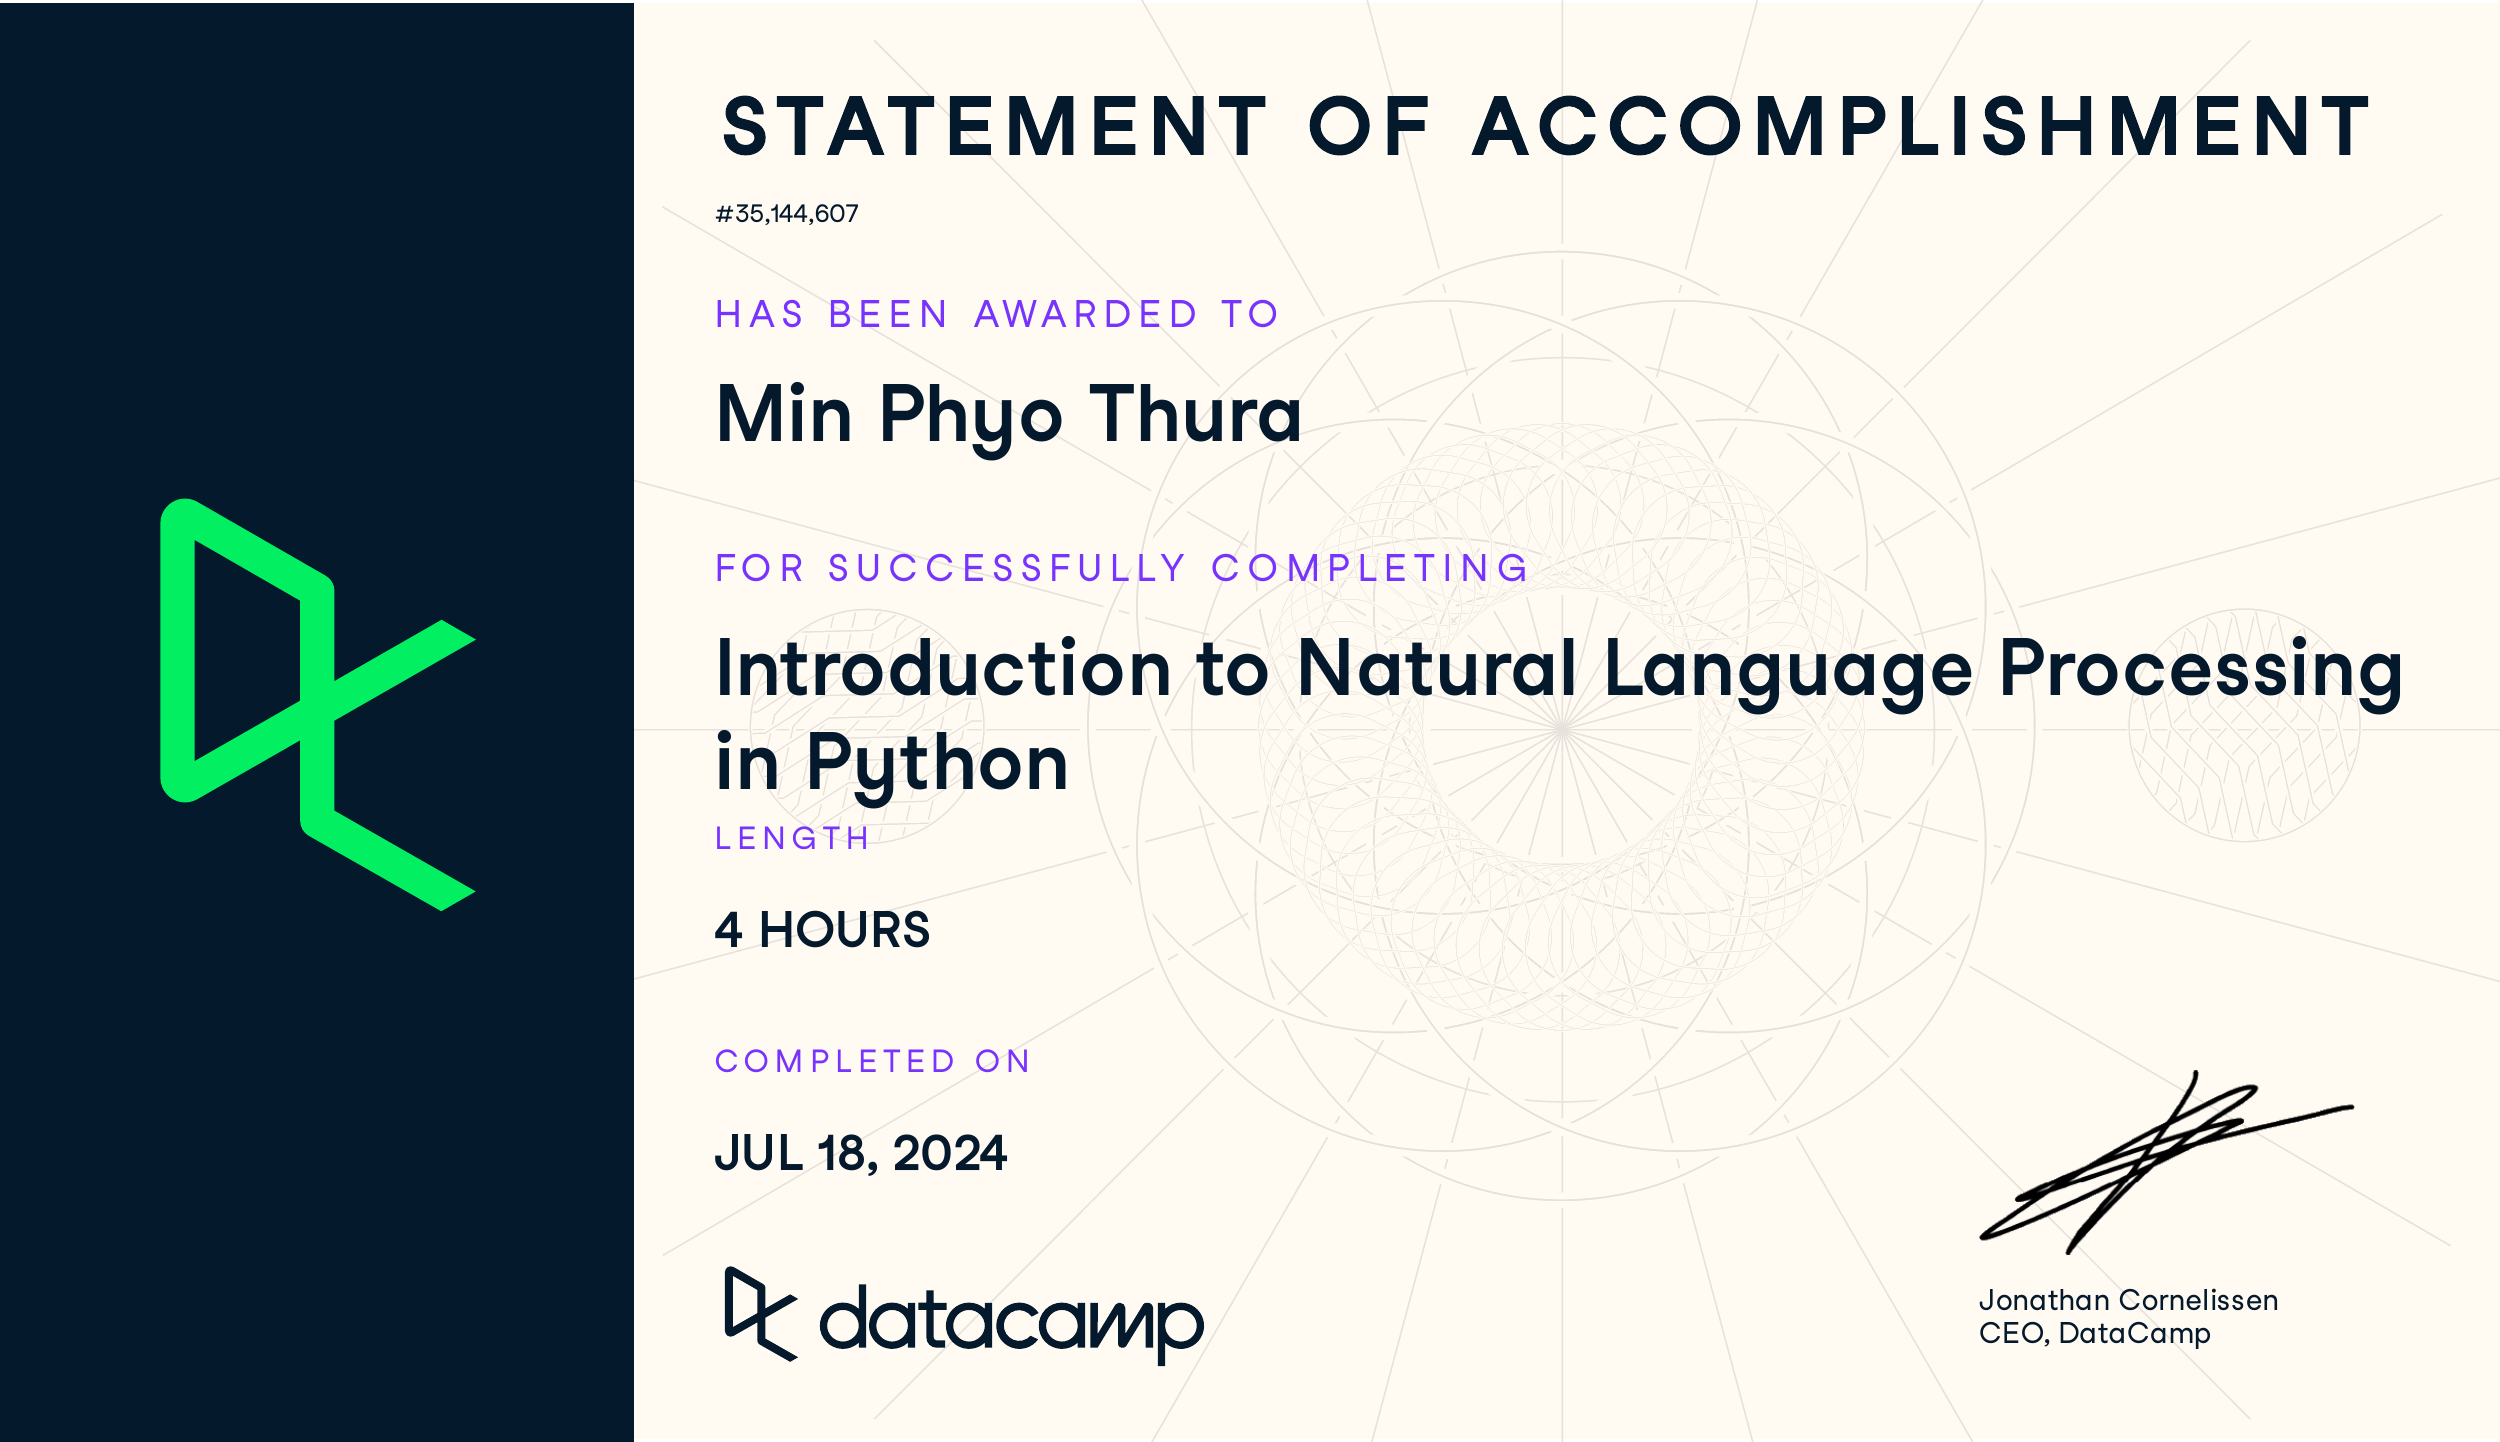 STATEMENT OF ACCOMPLISHMENT
#35,144,607
HAS BEEN AWARDED TO
Min Phyo Thura
FOR SUCCESSFULLY COMPLETING
Introduction to Natural Language Processing
in Python
LENGTH
4 HOURS
COMPLETED ON
JUL 18, 2024
datacamp
Jonathan Cornelissen
CEO, DataCamp